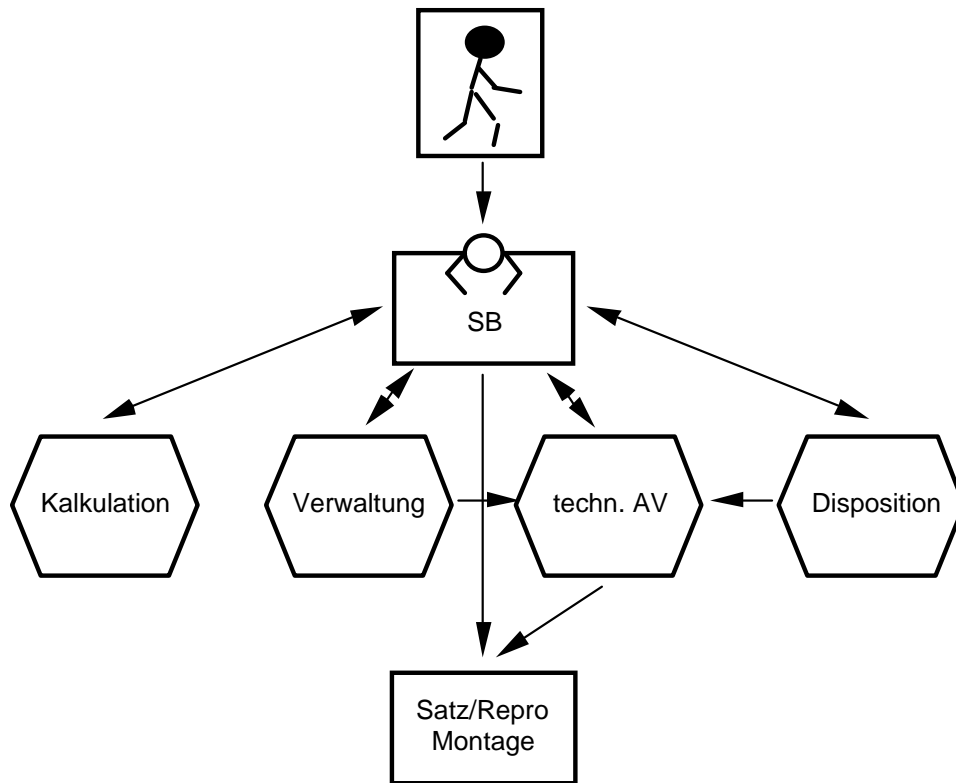 SB
Kalkulation
Verwaltung
techn. AV
Disposition
Satz/Repro
Montage